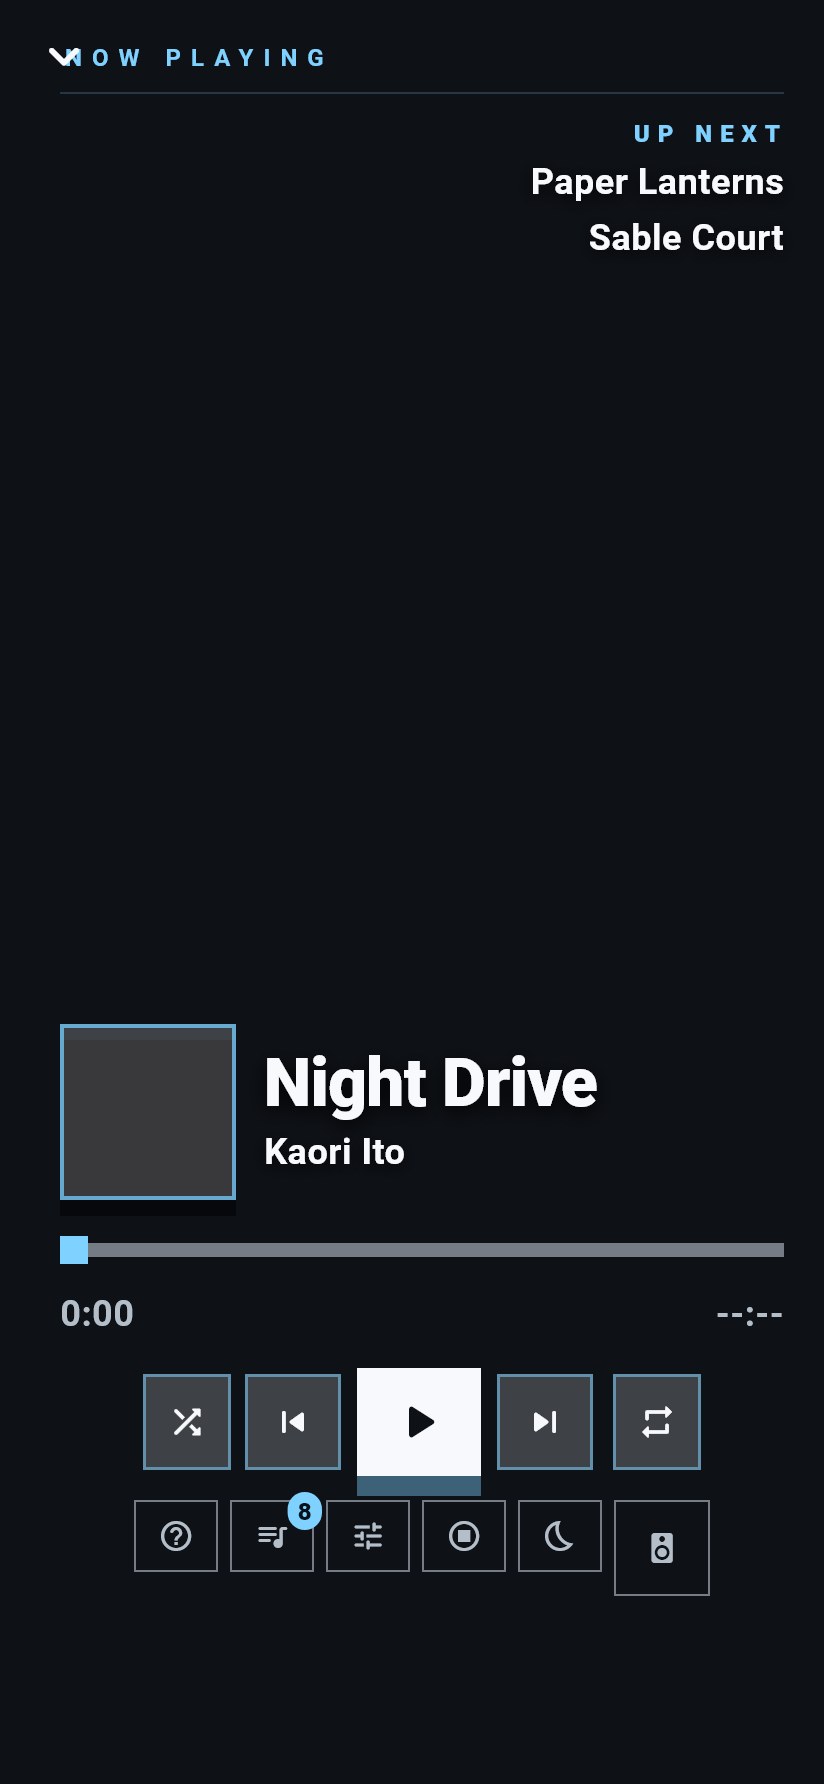 NOW PLAYING
UP NEXT
Paper Lanterns
Sable Court
Night Drive
Kaori Ito
0:00
--:--
8